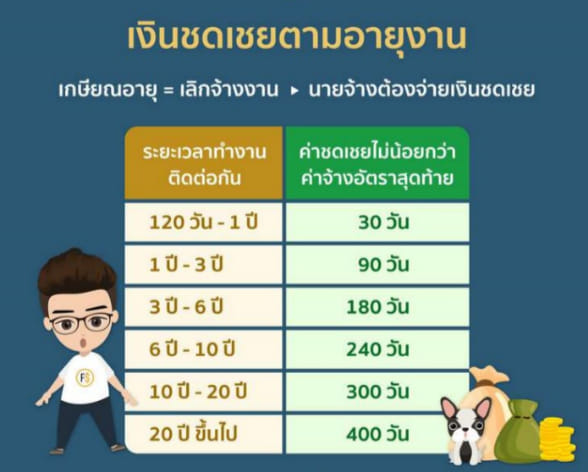 เงินชดเชยตามอายุงาน
เกษียณอายุ = เลิกจ้างงาน ▸ นายจ้างต้องจ่ายเงินชดเชย
ระยะเวลาทำงาน
ติดต่อกัน
ค่าชดเชยไม่น้อยกว่า
ค่าจ้างอัตราสุดท้าย
120 วัน - 1 ปี
30 วัน
1 ปี - 3 ปี
90 วัน
3 ปี - 6 ปี
180 วัน
6 ปี - 10 ปี
240 วัน
10 ปี - 20 ปี
300 วัน
20 ปี ขึ้นไป
400 วัน